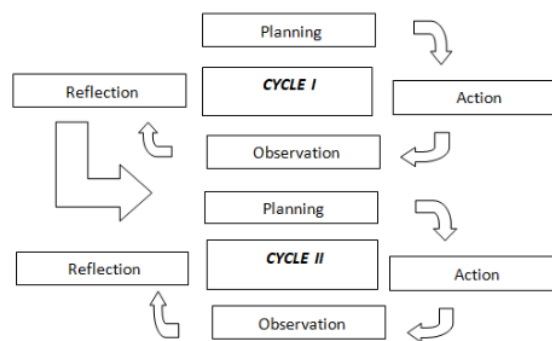 Planning
CYCLE I
Reflection
Action
Observation
Planning
CYCLE II
Reflection
Action
Observation